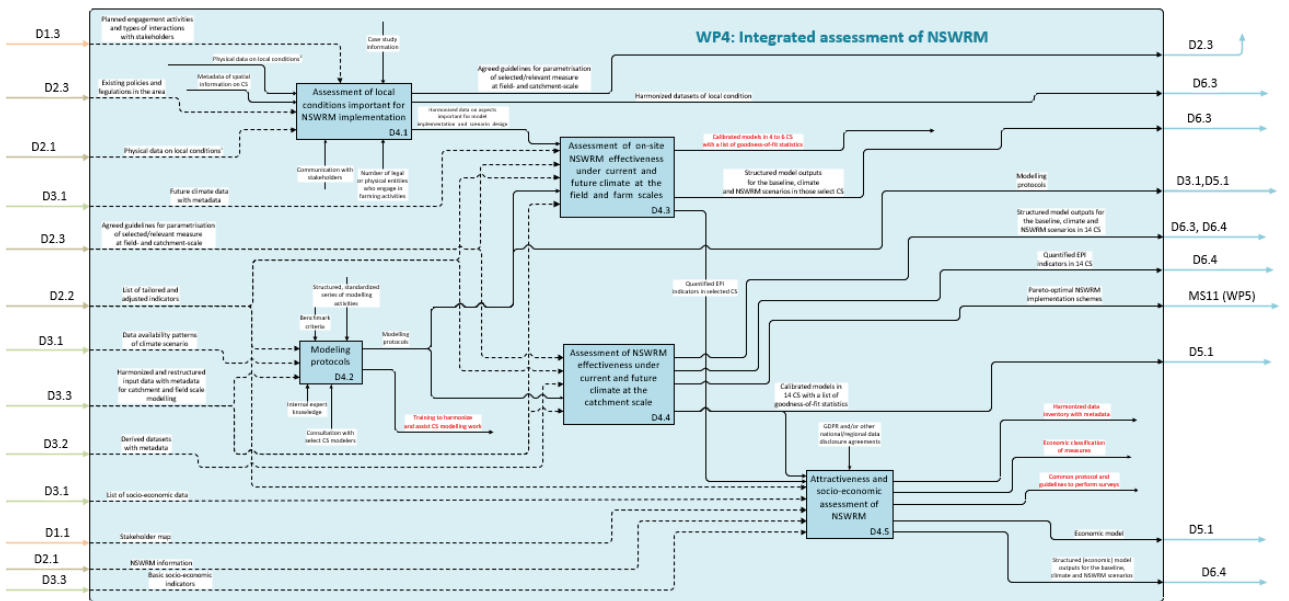 WP4: Integrated assessment of NSWRM
D1.3
Planned engagement activities
and types of interactions
with stakeholders
Case study
information
Physical data on local conditions
Metadata of spatial
information on CS
D2.3
Existing policies and
fegulations in the area
D2.1
Physical data on local conditions
Assessment of local
conditions important for
NSWRM implementation
D4.1
Communication with
stakeholders
Number of legal
or physical entities
who engage in
farming activities
Agreed guidelines for parametrisation
of selected/relevant measure
at field- and catchment-scale
D2.3
Harmonized datasets of local condition
D6.3
Harmonized data on aspects
important for model
implementation and scenario design
D3.1
Future climate data
with metadata
D2.3
Agreed guidelines for parametrisation
of selected/relevant measure
at field- and catchment-scale
Assessment of on-site
NSWRM effectiveness
under current and
future climate at the
field and farm scales
D4.3
Calibrated models in 4 to 6 CS
with a list of goodness-of-fit statistics
Structured model outputs
for the baseline, climate
and NSWRM scenarios in those select CS
D6.3
Modelling
protocols
D3.1,D5.1
Structured model outputs for
the baseline, climate and
NSWRM scenarios in 14 CS
D6.3, D6.4
Quantified EPI
indicators in 14 CS
D6.4
Pareto-optimal NSWRM
implementation schemes
MS11 (WP5)
Quantified EPI
indicators in selected CS
D2.2
List of tailored and
adjusted indicators
Structured, standardized
series of modelling
activities
Benchmark
criteria
D3.1
Data availability patterns
of climate scenario
Modeling
protocols
D4.2
Modelling
protocols
D3.3
Harmonized and restructured
input data with metadata
for catchment and field scale
modelling
Internal expert
knowledge
Consultation with
select CS modelers
Training to harmonize
and assist CS modelling work
Assessment of NSWRM
effectiveness under
current and future
climate at the
catchment scale
D4.4
D5.1
Calibrated models in
14 CS with a list of
goodness-of-fit statistics
D3.2
Derived datasets
with metadata
GDPR and/or other
national/regional data
disclosure agreements
Harmonized data
inventory with metadata
Economic classification
of measures
Common protocol and
guidelines to perform surveys
D3.1
List of socio-economic data
Attractiveness and
socio-economic
assessment of
NSWRM
D4.5
D1.1
Stakeholder map
Economic model
D5.1
D2.1
NSWRM information
D3.3
Basic socio-economic
indicators
Structured (economic) model
outputs for the baseline,
climate and NSWRM scenarios
D6.4